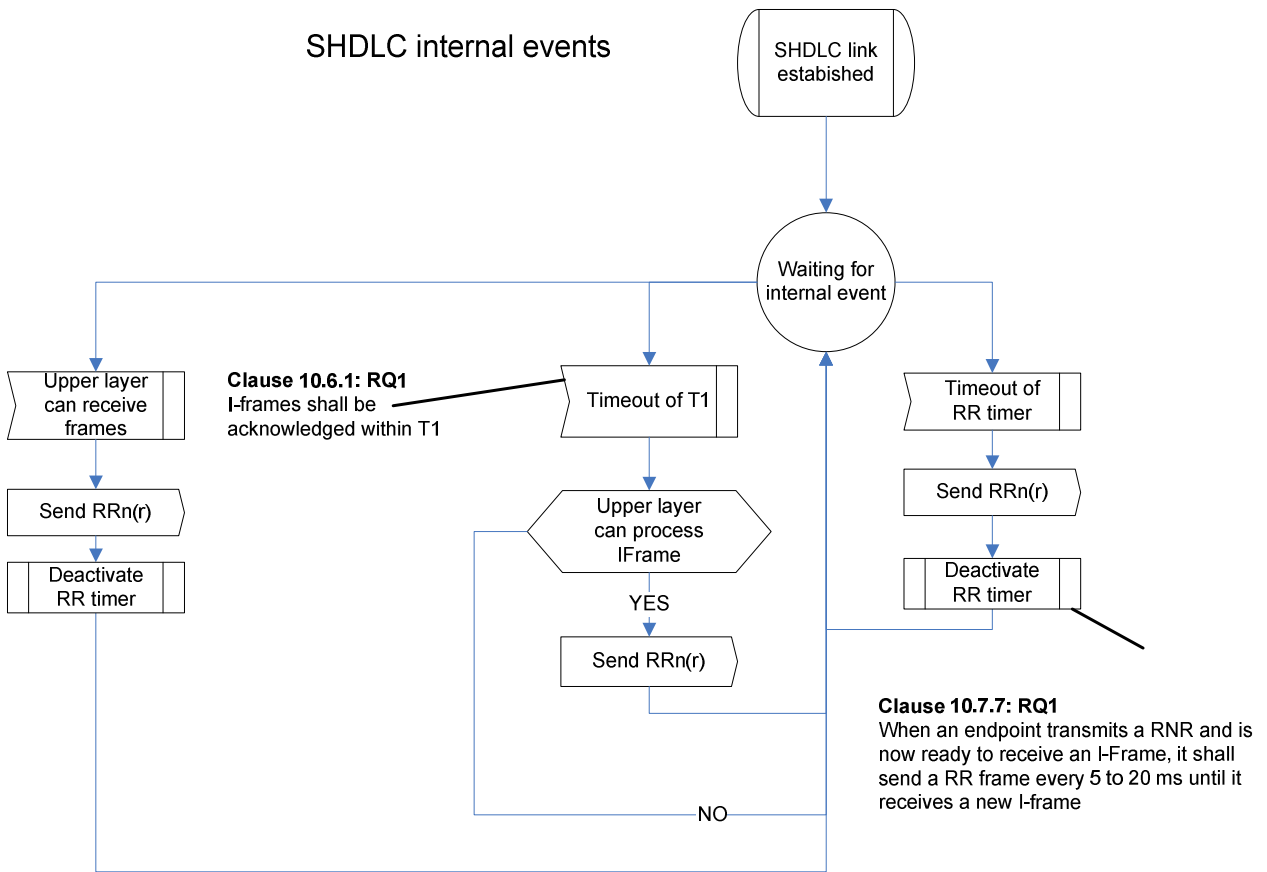 SHDLC internal events
SHDLC link
estabished
Waiting for
internal event
Upper layer
can receive
frames
Send RRn(r)
Deactivate
RR timer
Clause 10.6.1: RQ1
I-frames shall be
acknowledged within T1
Timeout of T1
Upper layer
can process
IFrame
YES
Send RRn(r)
NO
Timeout of
RR timer
Send RRn(r)
Deactivate
RR timer
Clause 10.7.7: RQ1
When an endpoint transmits a RNR and is
now ready to receive an I-Frame, it shall
send a RR frame every 5 to 20 ms until it
receives a new I-frame